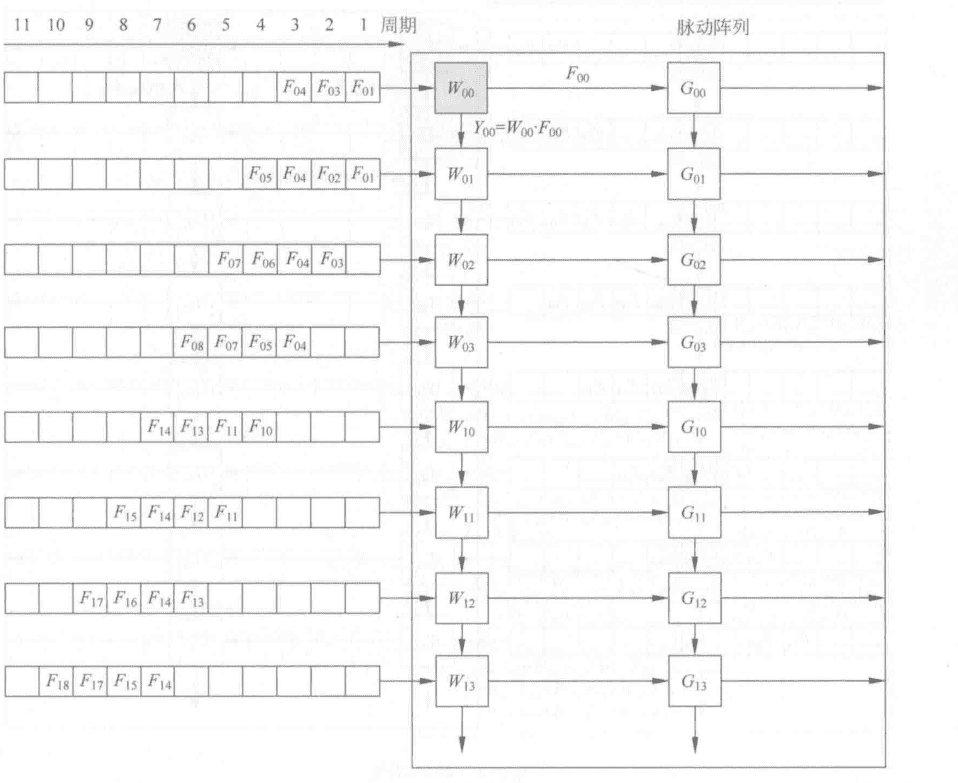 11 10 9 8 7 6 5 4 3 2 1 周期 脉动阵列
F04 F03 F01 W00 F00 G00
Y00=W00·F00
F05 F04 F02 F01 W01 G01
F07 F06 F04 F03 W02 G02
F08 F07 F05 F04 W03 G03
F14 F13 F11 F10 W10 G10
F15 F14 F12 F11 W11 G11
F17 F16 F14 F13 W12 G12
F18 F17 F15 F14 W13 G13